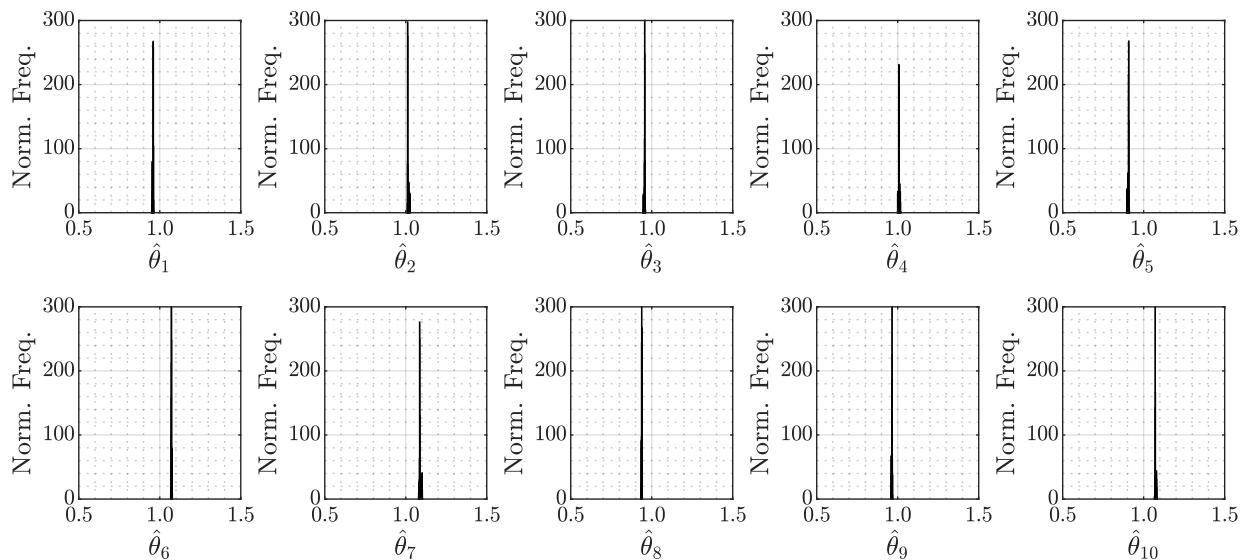 300 300 300 300 300
Norm. Freq. Norm. Freq. Norm. Freq. Norm. Freq. Norm. Freq.
200 200 200 200 200
100 100 100 100 100
0 0 0 0 0
0.5 1.0 1.5 0.5 1.0 1.5 0.5 1.0 1.5 0.5 1.0 1.5 0.5 1.0 1.5
θ̂₁ θ̂₂ θ̂₃ θ̂₄ θ̂₅
300 300 300 300 300
Norm. Freq. Norm. Freq. Norm. Freq. Norm. Freq. Norm. Freq.
200 200 200 200 200
100 100 100 100 100
0 0 0 0 0
0.5 1.0 1.5 0.5 1.0 1.5 0.5 1.0 1.5 0.5 1.0 1.5 0.5 1.0 1.5
θ̂₆ θ̂₇ θ̂₈ θ̂₉ θ̂₁₀